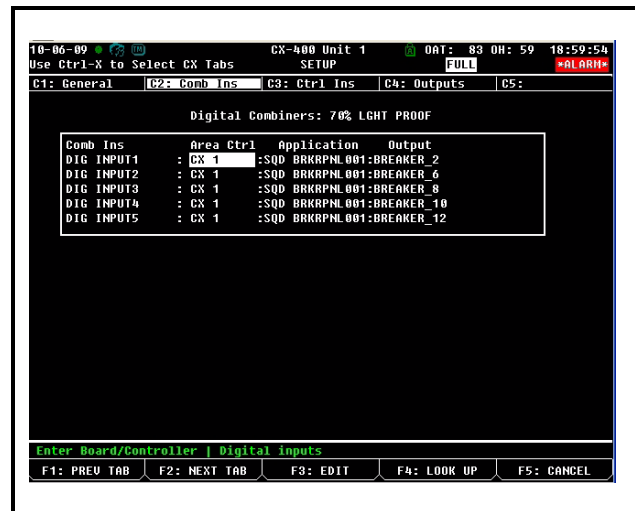 10-06-09 CX-400 Unit 1 OAT: 83 OH: 59 18:59:54
Use Ctrl-X to Select CX Tabs SETUP FULL *ALARM*
C1: General C2: Comb Ins C3: Ctrl Ins C4: Outputs C5:
Digital Combiners: 70% LGHT PROOF
Comb Ins Area Ctrl Application Output
DIG INPUT1 : CX 1 :SQD BRKRPNL001:BREAKER_2
DIG INPUT2 : CX 1 :SQD BRKRPNL001:BREAKER_6
DIG INPUT3 : CX 1 :SQD BRKRPNL001:BREAKER_8
DIG INPUT4 : CX 1 :SQD BRKRPNL001:BREAKER_10
DIG INPUT5 : CX 1 :SQD BRKRPNL001:BREAKER_12
Enter Board/Controller | Digital inputs
F1: PREV TAB F2: NEXT TAB F3: EDIT F4: LOOK UP F5: CANCEL